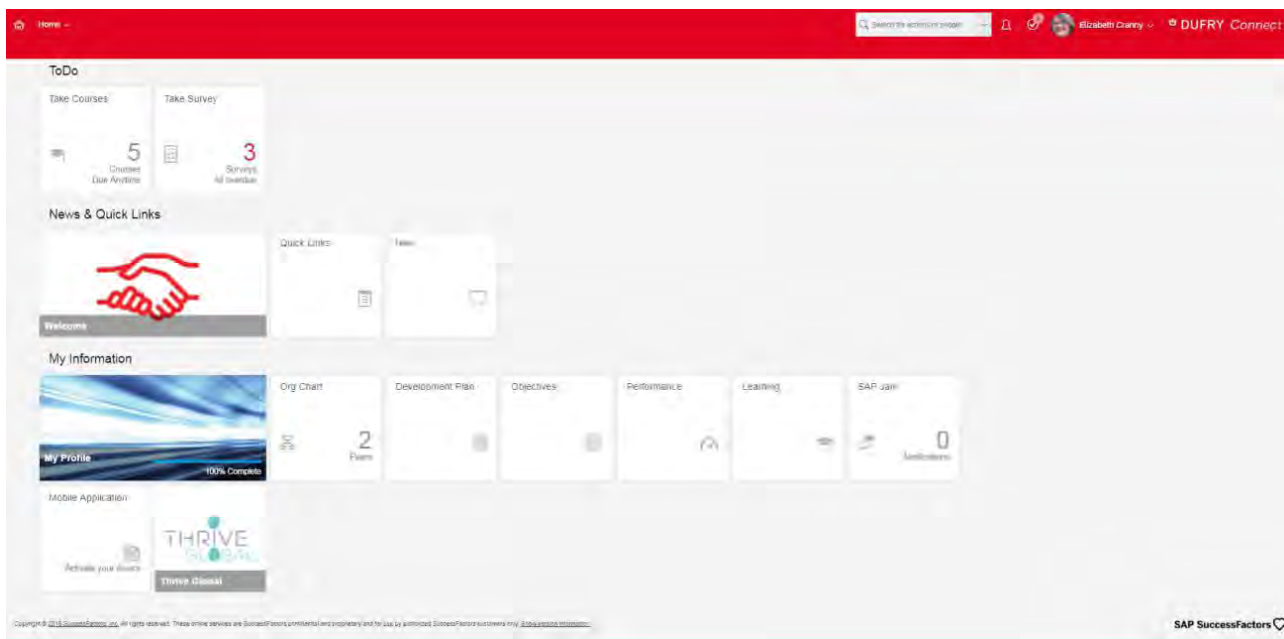 Home
Elizabeth Cranny
DUFRY Connect
ToDo
Take Courses
Take Survey
5
Courses
Due Anytime
3
Surveys
All overdue
News & Quick Links
Welcome
Quick Links
My Information
My Profile
100% Complete
Org Chart
2
Peers
Development Plan
Objectives
Performance
Learning
SAP Jam
0
Notifications
Mobile Application
Activate your device
THRIVE
GLOBAL
Thrive Global
SAP SuccessFactors